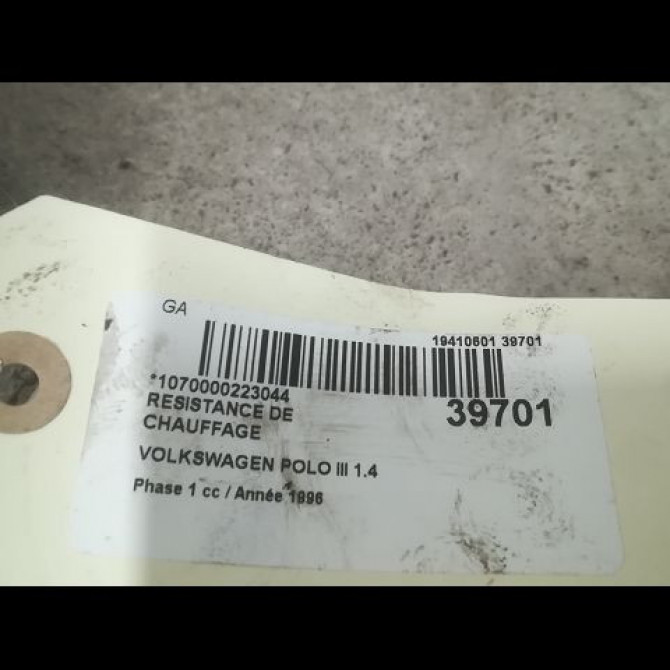 GA
19410601 39701
*1070000223044
39701
RESISTANCE DE
CHAUFFAGE
VOLKSWAGEN POLO III 1.4
Phase 1 cc / Année 1996